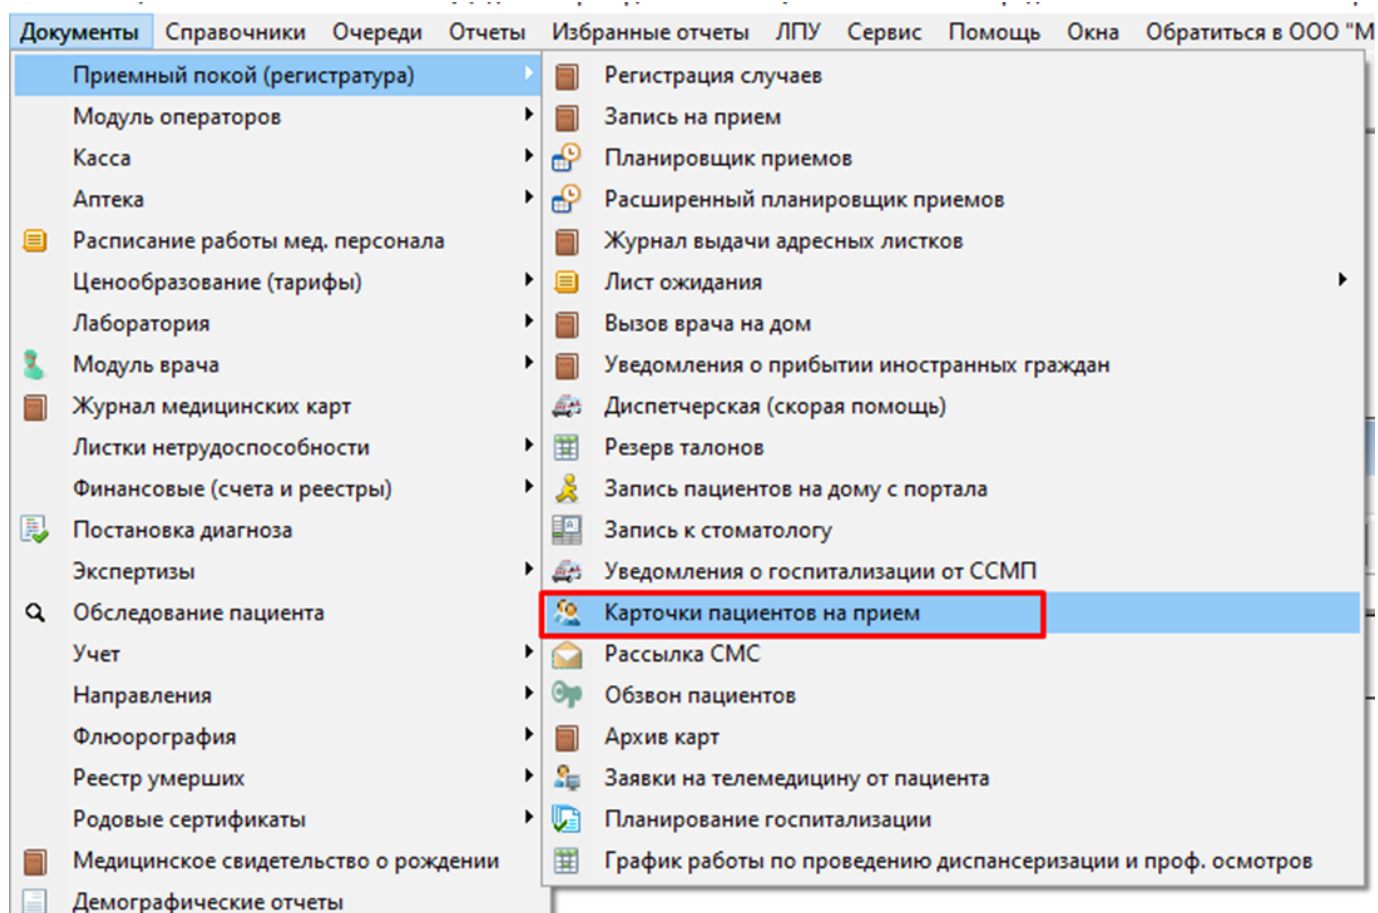 Документы Справочники Очереди Отчеты Избранные отчеты ЛПУ Сервис Помощь Окна Обратиться в ООО "М
Приемный покой (регистратура)
Модуль операторов
Касса
Аптека
Расписание работы мед. персонала
Ценообразование (тарифы)
Лаборатория
Модуль врача
Журнал медицинских карт
Листки нетрудоспособности
Финансовые (счета и реестры)
Постановка диагноза
Экспертизы
Обследование пациента
Учет
Направления
Флюорография
Реестр умерших
Родовые сертификаты
Медицинское свидетельство о рождении
Демографические отчеты
Регистрация случаев
Запись на прием
Планировщик приемов
Расширенный планировщик приемов
Журнал выдачи адресных листков
Лист ожидания
Вызов врача на дом
Уведомления о прибытии иностранных граждан
Диспетчерская (скорая помощь)
Резерв талонов
Запись пациентов на дому с портала
Запись к стоматологу
Уведомления о госпитализации от ССМП
Карточки пациентов на прием
Рассылка СМС
Обзвон пациентов
Архив карт
Заявки на телемедицину от пациента
Планирование госпитализации
График работы по проведению диспансеризации и проф. осмотров